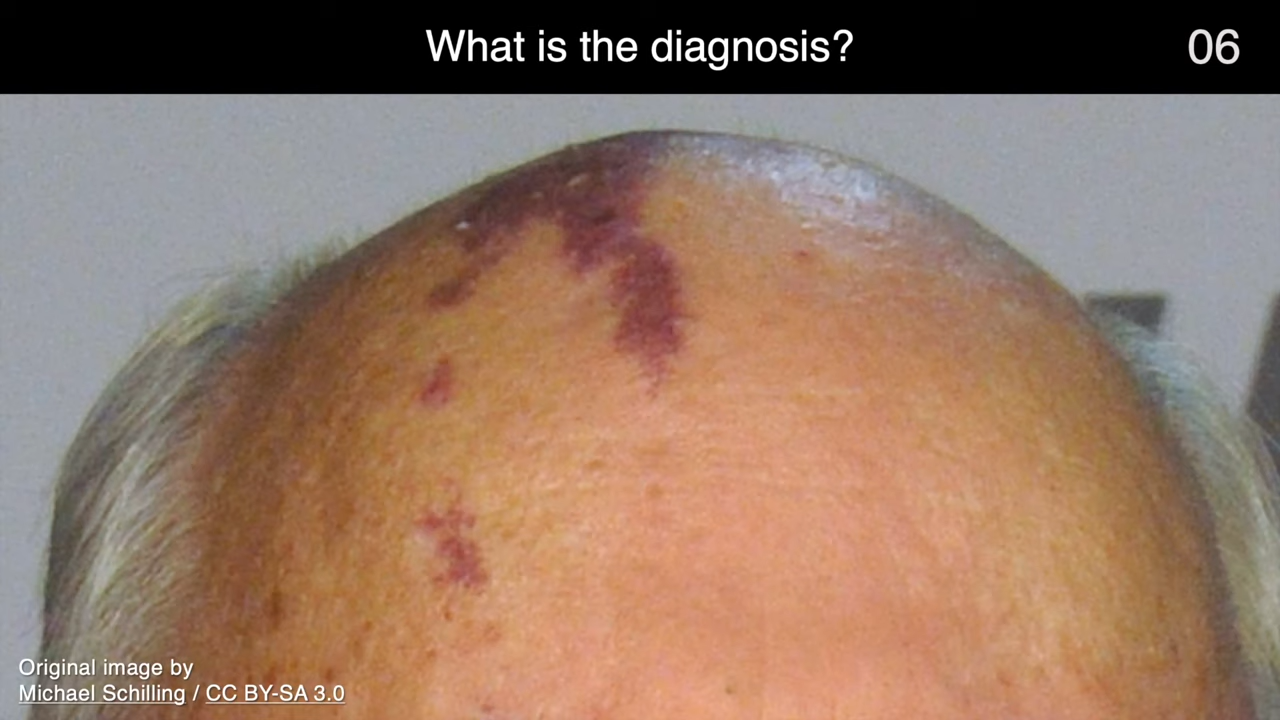 What is the diagnosis?
06
Original image by
Michael Schilling / CC BY-SA 3.0